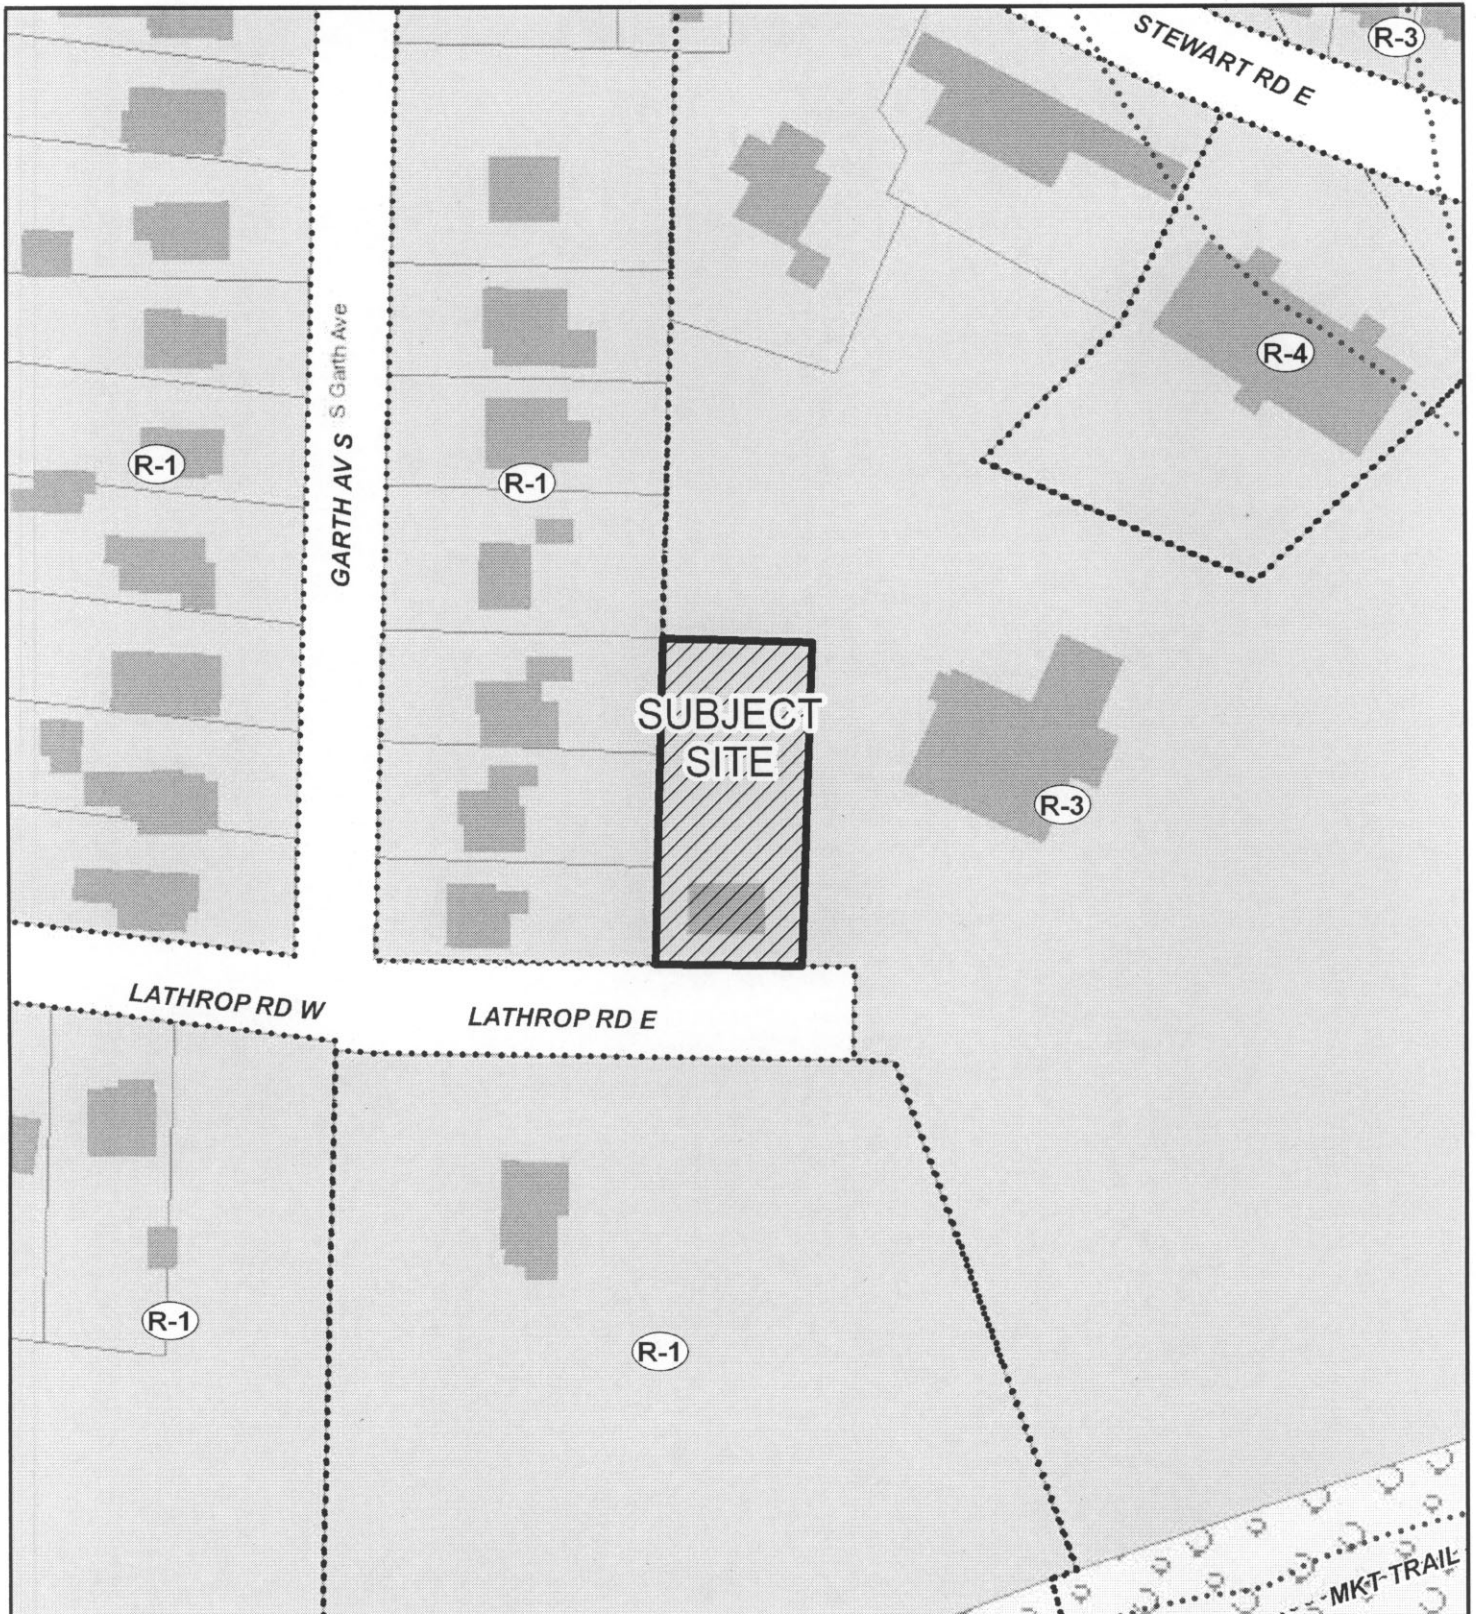 R-3
STEWART RD E
R-4
S Garth Ave
GARTH AV S
R-1
R-1
SUBJECT
SITE
R-3
LATHROP RD W
LATHROP RD E
R-1
R-1
MKT TRAIL